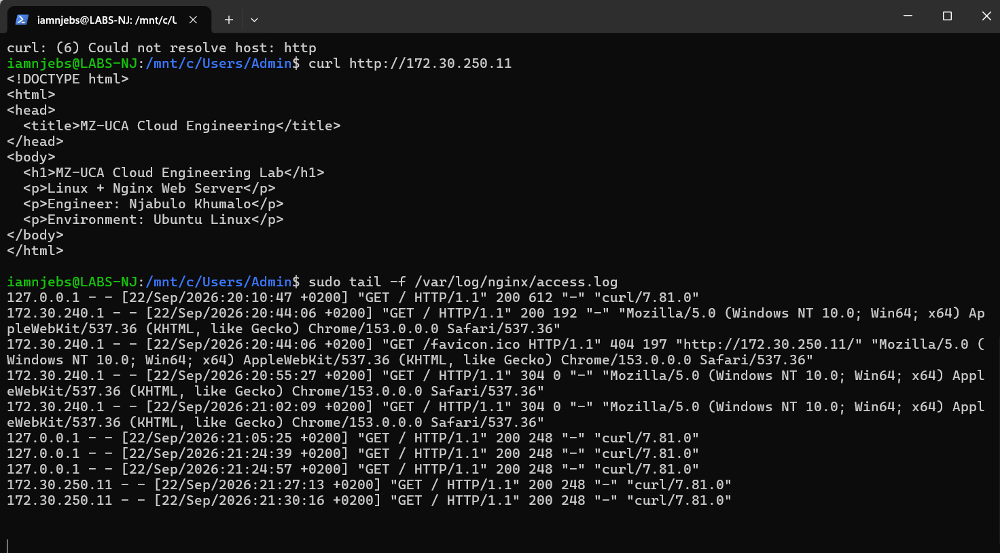 iamnjebs@LABS-NJ: /mnt/c/U
curl: (6) Could not resolve host: http
iamnjebs@LABS-NJ:/mnt/c/Users/Admin$ curl http://172.30.250.11
<!DOCTYPE html>
<html>
<head>
  <title>MZ-UCA Cloud Engineering</title>
</head>
<body>
  <h1>MZ-UCA Cloud Engineering Lab</h1>
  <p>Linux + Nginx Web Server</p>
  <p>Engineer: Njabulo Khumalo</p>
  <p>Environment: Ubuntu Linux</p>
</body>
</html>
iamnjebs@LABS-NJ:/mnt/c/Users/Admin$ sudo tail -f /var/log/nginx/access.log
127.0.0.1 - - [22/Sep/2026:20:10:47 +0200] "GET / HTTP/1.1" 200 612 "-" "curl/7.81.0"
172.30.240.1 - - [22/Sep/2026:20:44:06 +0200] "GET / HTTP/1.1" 200 192 "-" "Mozilla/5.0 (Windows NT 10.0; Win64; x64) Ap
pleWebKit/537.36 (KHTML, like Gecko) Chrome/153.0.0.0 Safari/537.36"
172.30.240.1 - - [22/Sep/2026:20:44:06 +0200] "GET /favicon.ico HTTP/1.1" 404 197 "http://172.30.250.11/" "Mozilla/5.0 (
Windows NT 10.0; Win64; x64) AppleWebKit/537.36 (KHTML, like Gecko) Chrome/153.0.0.0 Safari/537.36"
172.30.240.1 - - [22/Sep/2026:20:55:27 +0200] "GET / HTTP/1.1" 304 0 "-" "Mozilla/5.0 (Windows NT 10.0; Win64; x64) Appl
eWebKit/537.36 (KHTML, like Gecko) Chrome/153.0.0.0 Safari/537.36"
172.30.240.1 - - [22/Sep/2026:21:02:09 +0200] "GET / HTTP/1.1" 304 0 "-" "Mozilla/5.0 (Windows NT 10.0; Win64; x64) Appl
eWebKit/537.36 (KHTML, like Gecko) Chrome/153.0.0.0 Safari/537.36"
127.0.0.1 - - [22/Sep/2026:21:05:25 +0200] "GET / HTTP/1.1" 200 248 "-" "curl/7.81.0"
127.0.0.1 - - [22/Sep/2026:21:24:39 +0200] "GET / HTTP/1.1" 200 248 "-" "curl/7.81.0"
127.0.0.1 - - [22/Sep/2026:21:24:57 +0200] "GET / HTTP/1.1" 200 248 "-" "curl/7.81.0"
172.30.250.11 - - [22/Sep/2026:21:27:13 +0200] "GET / HTTP/1.1" 200 248 "-" "curl/7.81.0"
172.30.250.11 - - [22/Sep/2026:21:30:16 +0200] "GET / HTTP/1.1" 200 248 "-" "curl/7.81.0"